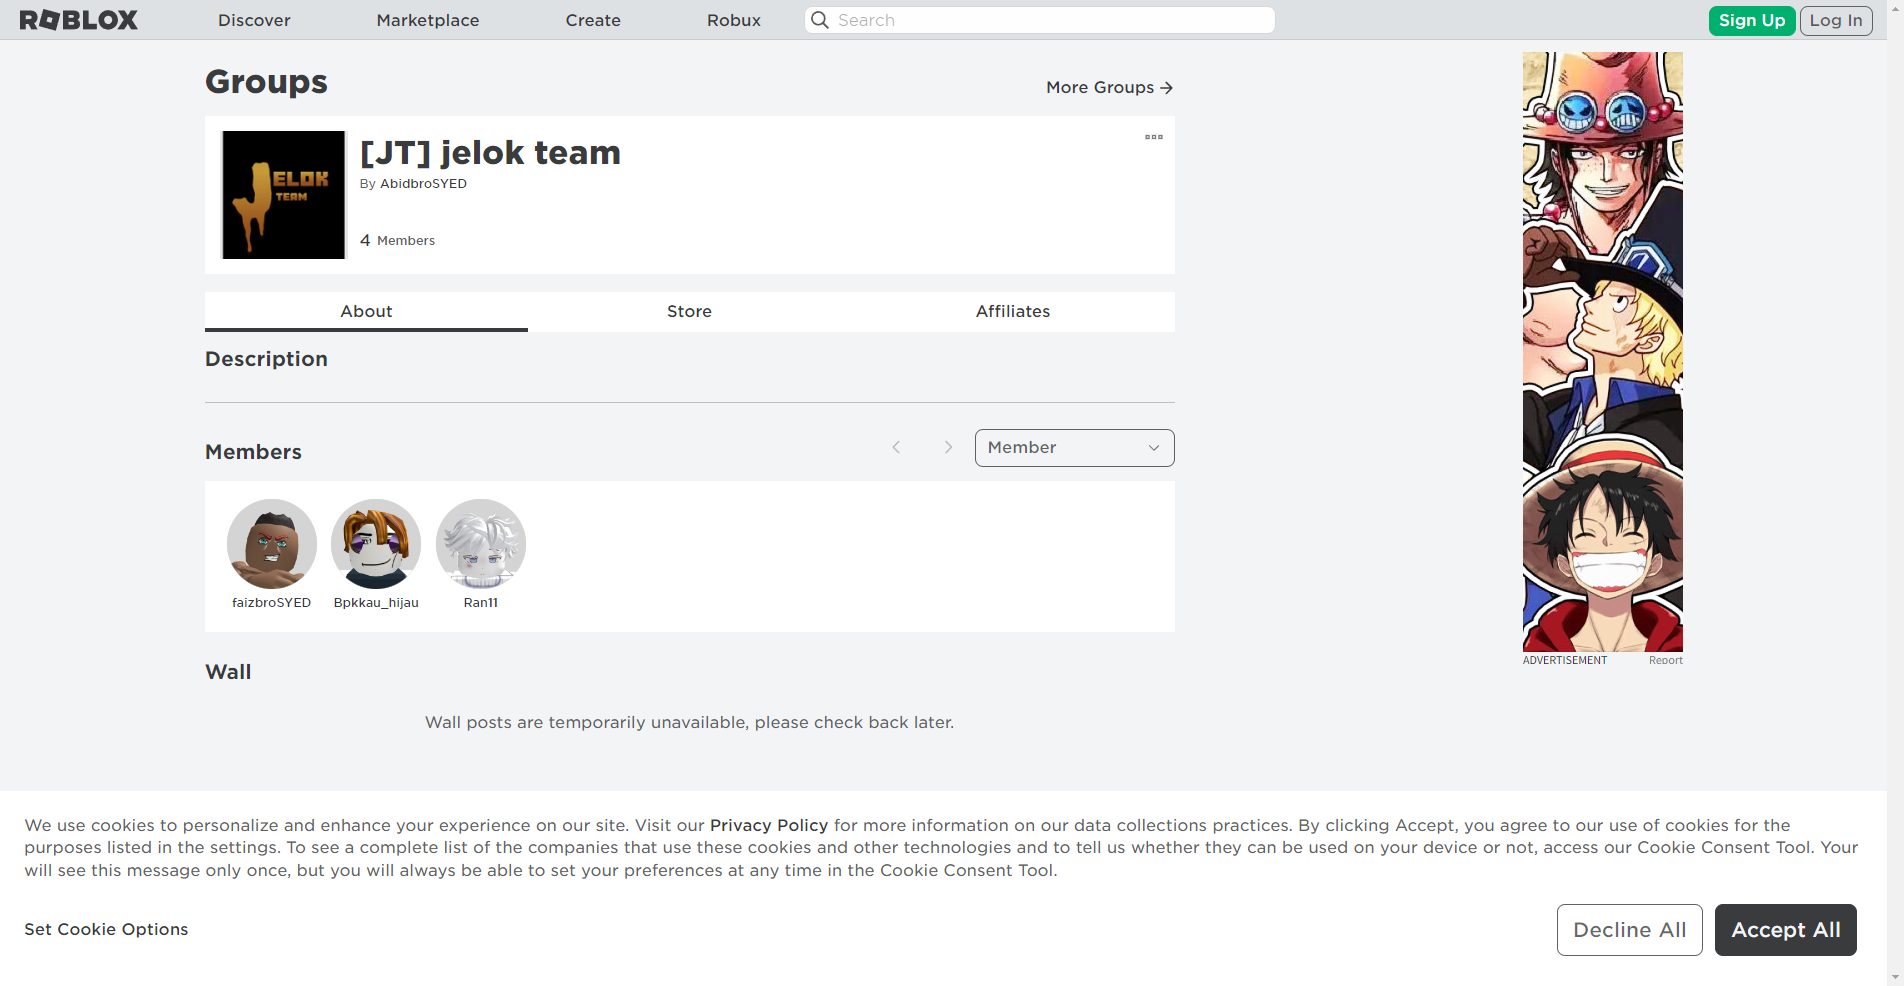 ROBLOX Discover Marketplace Create Robux Search Sign Up Log In
Groups
More Groups
JELOK
TEAM
[JT] jelok team
By AbidbroSYED
4 Members
About Store Affiliates
Description
Members
Member
faizbroSYED Bpkkau_hijau Ran11
Wall
Wall posts are temporarily unavailable, please check back later.
ADVERTISEMENT Report
We use cookies to personalize and enhance your experience on our site. Visit our Privacy Policy for more information on our data collections practices. By clicking Accept, you agree to our use of cookies for the
purposes listed in the settings. To see a complete list of the companies that use these cookies and other technologies and to tell us whether they can be used on your device or not, access our Cookie Consent Tool. Your
will see this message only once, but you will always be able to set your preferences at any time in the Cookie Consent Tool.
Set Cookie Options
Decline All Accept All